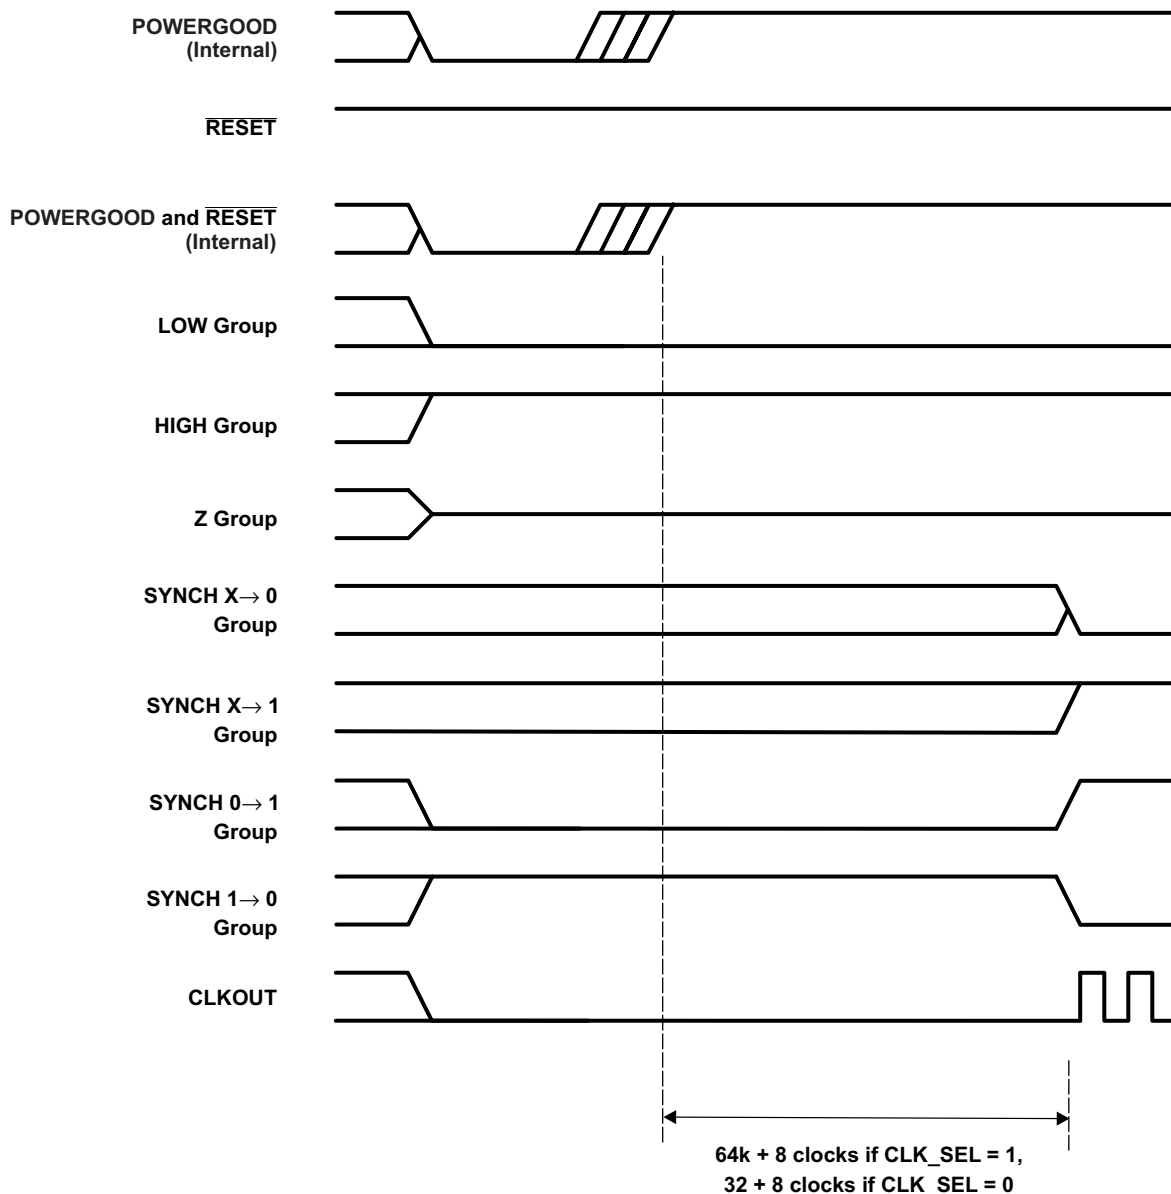 POWERGOOD
(Internal)
RESET
POWERGOOD and RESET
(Internal)
LOW Group
HIGH Group
Z Group
SYNCH X→ 0
Group
SYNCH X→ 1
Group
SYNCH 0→ 1
Group
SYNCH 1→ 0
Group
CLKOUT
64k + 8 clocks if CLK_SEL = 1,
32 + 8 clocks if CLK_SEL = 0